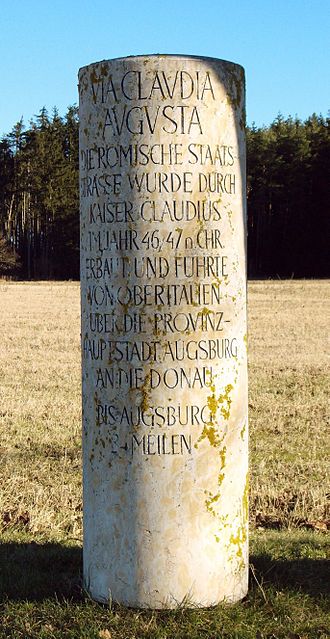 VIA CLAVDIA
AVGVSTA
DIE RÖMISCHE STAATS
STRASSE WURDE DURCH
KAISER CLAUDIUS
IM JAHR 46/47 n CHR.
ERBAUT UND FÜHRTE
VON OBERITALIEN
ÜBER DIE PROVINZ-
HAUPTSTADT AUGSBURG
AN DIE DONAU
BIS AUGSBURG
MEILEN